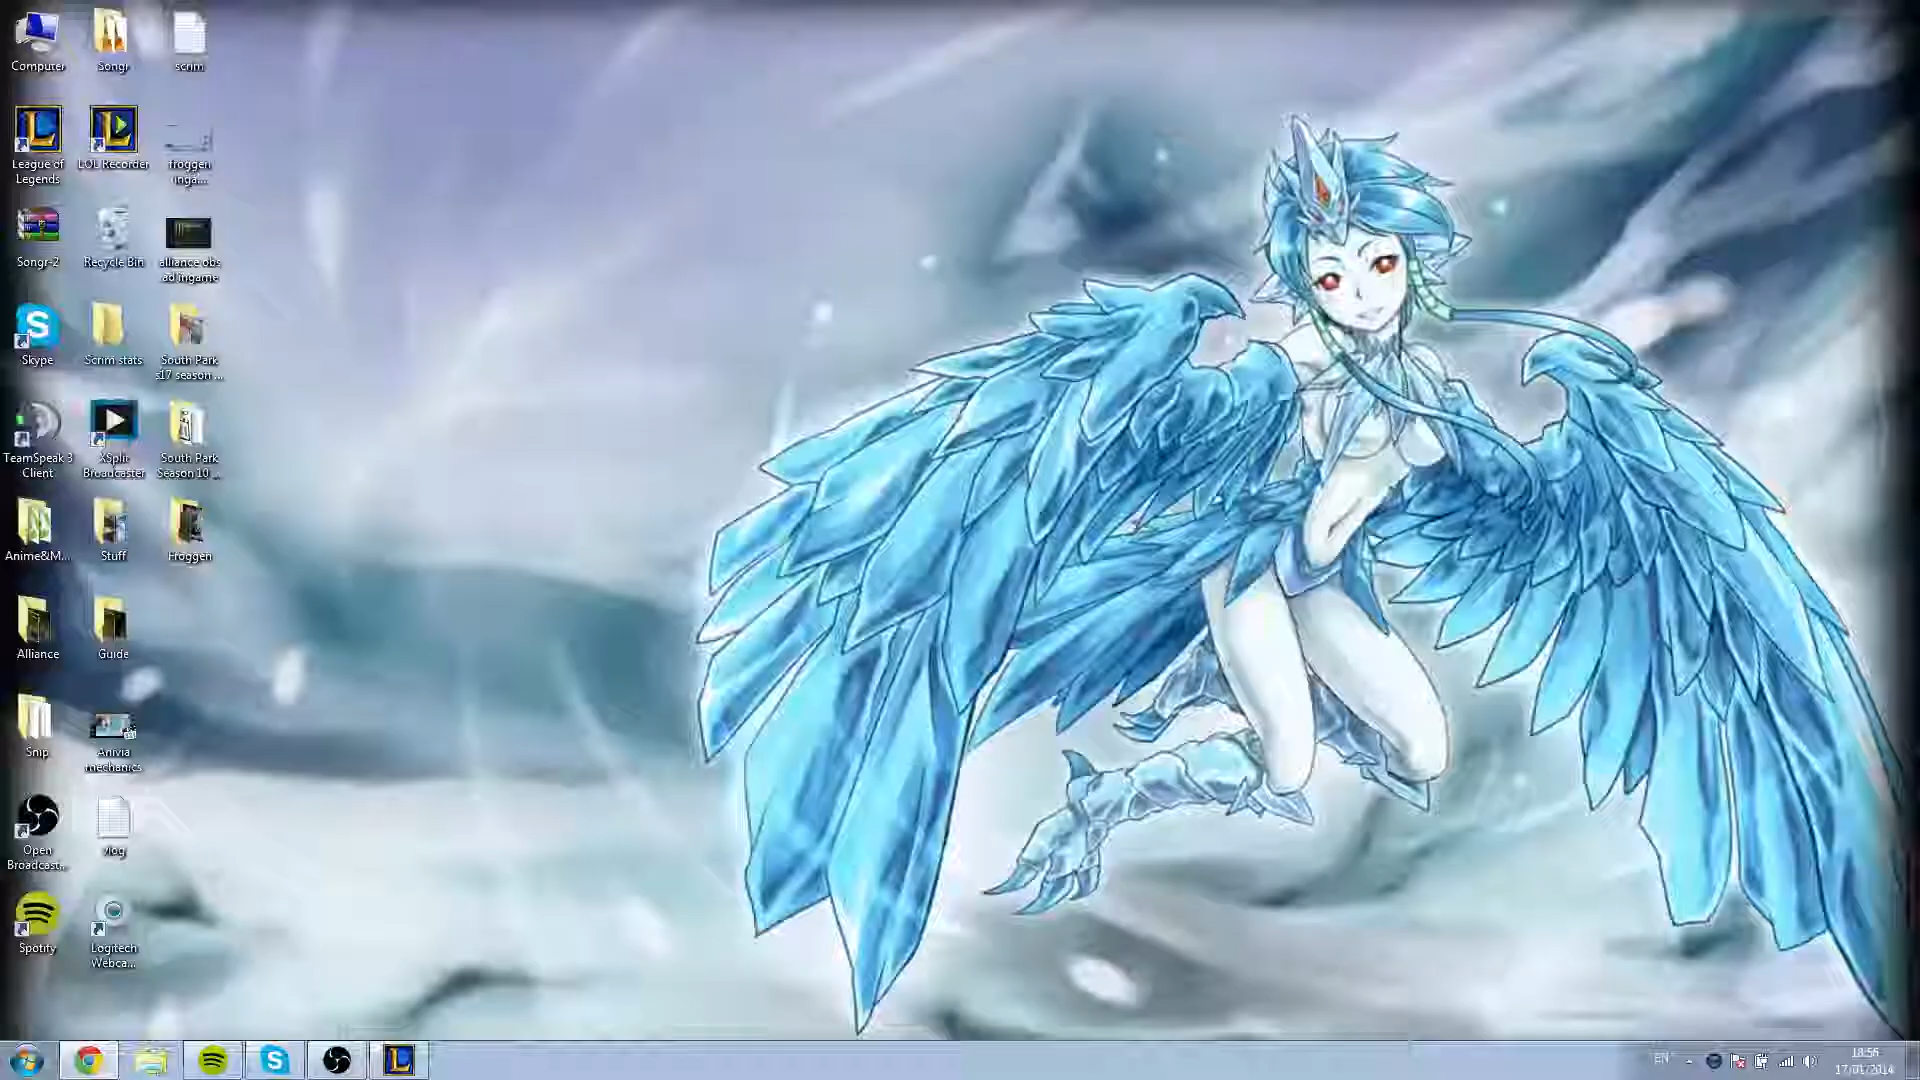 Computer
Songr
scrim
League of
Legends
LOL Recorder
froggen
inga...
Songr-2
Recycle Bin
alliance obs
ad ingame
Skype
Scrim stats
South Park
s17 season ...
TeamSpeak 3
Client
XSplit
Broadcaster
South Park
Season 10 ...
Anime&M...
Stuff
Froggen
Alliance
Guide
Snip
Anivia
mechanics
Open
Broadcast...
vlog
Spotify
Logitech
Webca...
EN
18:56
17/01/2014